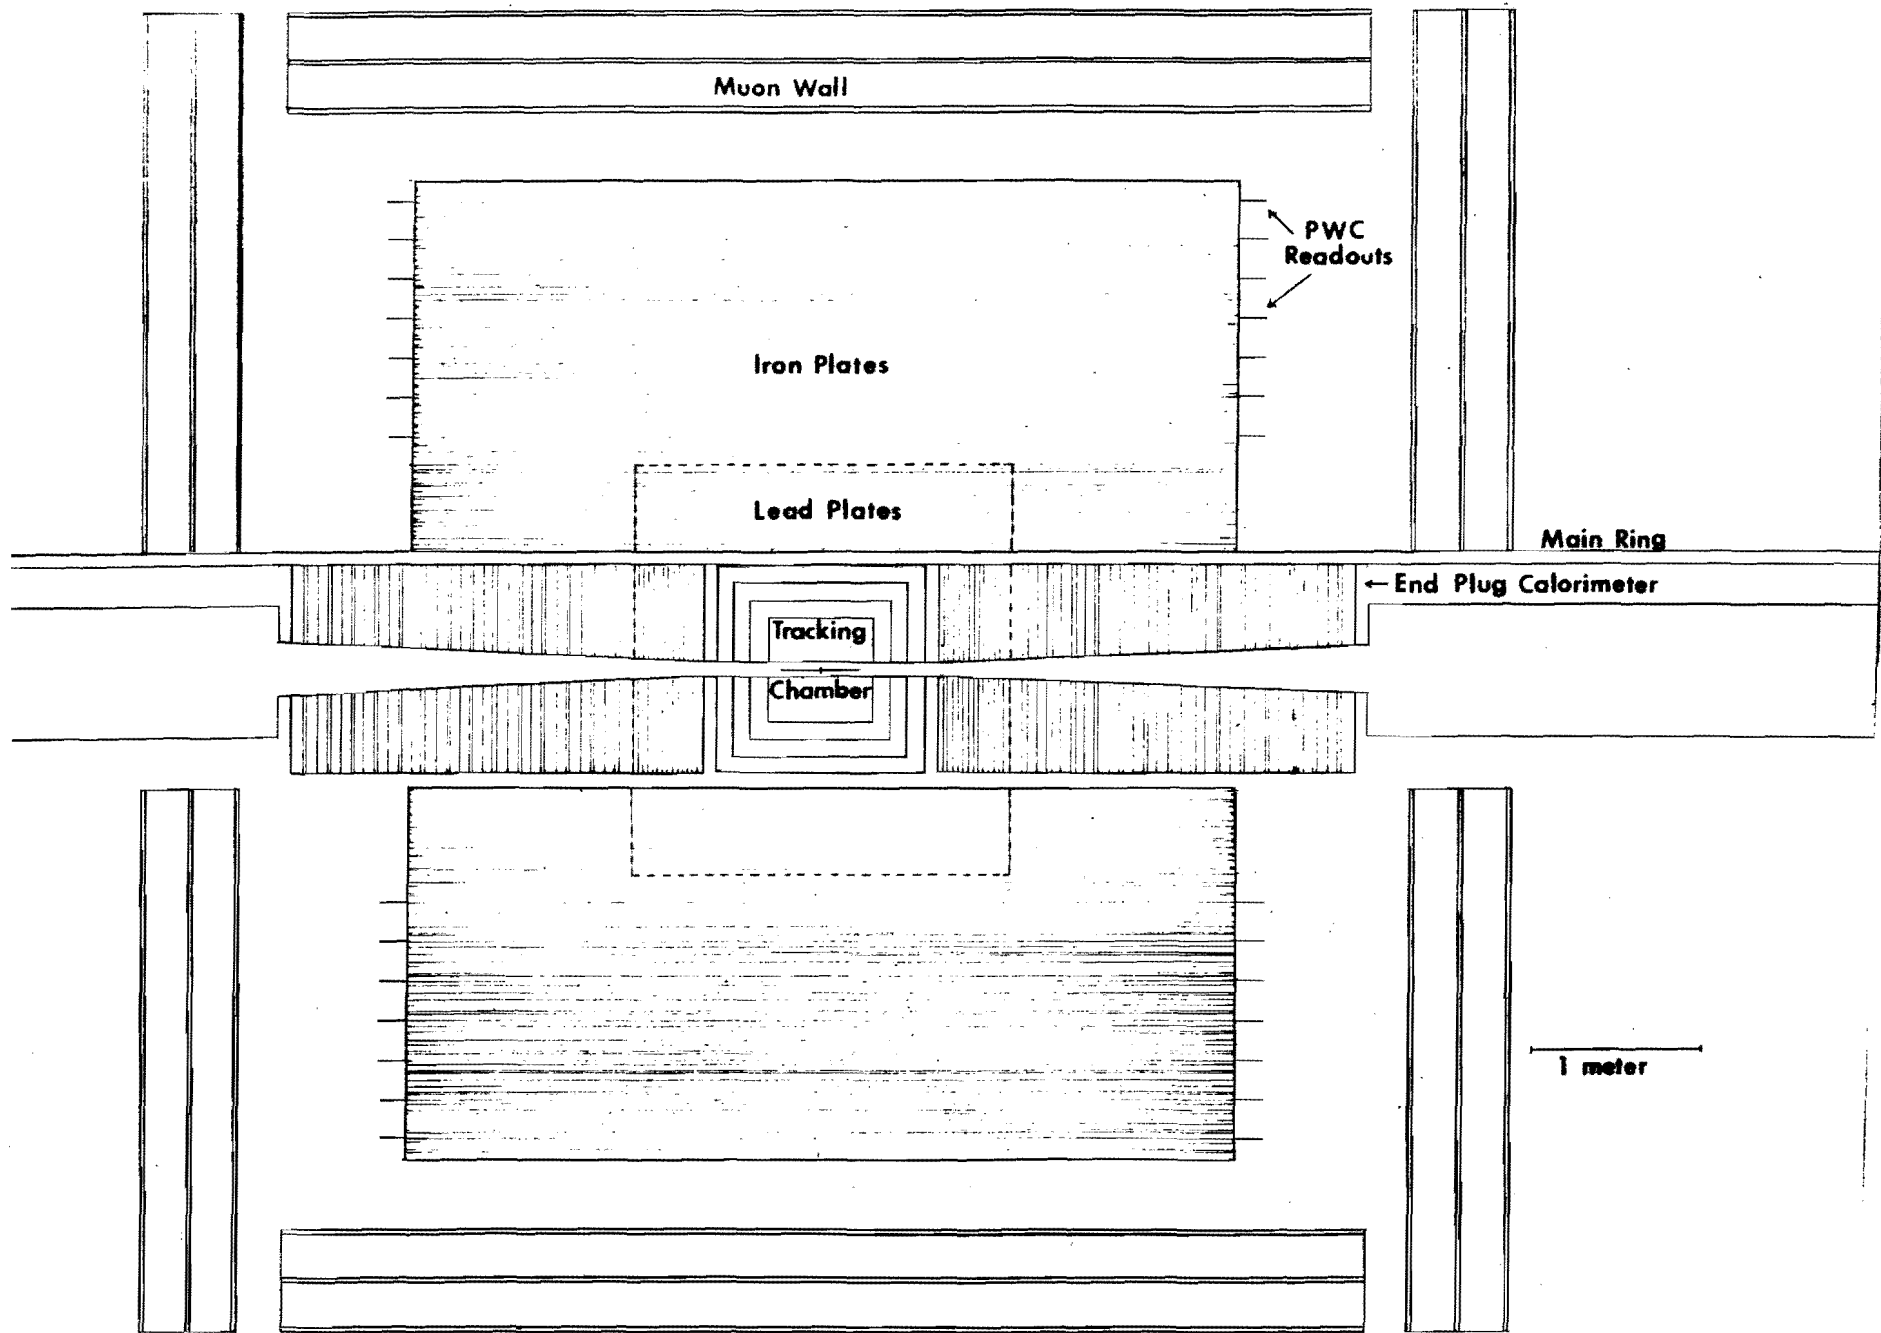 Muon Wall
PWC
Readouts
Iron Plates
Lead Plates
Main Ring
End Plug Calorimeter
Tracking
Chamber
1 meter